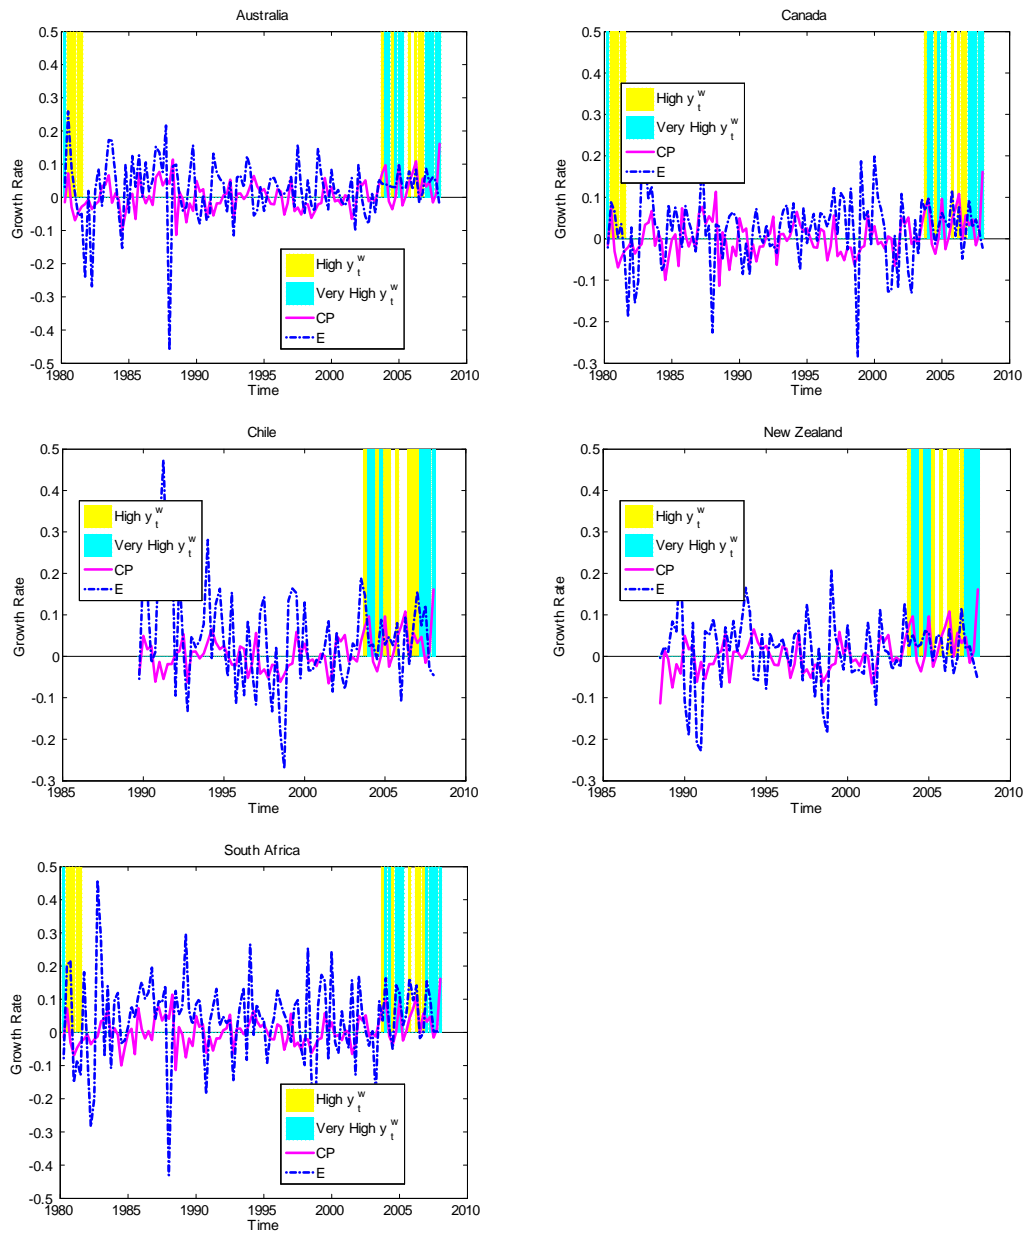 Australia
0.5
0.4
0.3
0.2
0.1
0
-0.1
-0.2
-0.3
-0.4
-0.5
Growth Rate
High y_t^w
Very High y_t^w
CP
E
1980 1985 1990 1995 2000 2005 2010
Time
Canada
0.5
0.4
0.3
0.2
0.1
0
-0.1
-0.2
-0.3
Growth Rate
High y_t^w
Very High y_t^w
CP
E
1980 1985 1990 1995 2000 2005 2010
Time
Chile
0.5
0.4
0.3
0.2
0.1
0
-0.1
-0.2
-0.3
Growth Rate
High y_t^w
Very High y_t^w
CP
E
1985 1990 1995 2000 2005 2010
Time
New Zealand
0.5
0.4
0.3
0.2
0.1
0
-0.1
-0.2
-0.3
Growth Rate
High y_t^w
Very High y_t^w
CP
E
1985 1990 1995 2000 2005 2010
Time
South Africa
0.5
0.4
0.3
0.2
0.1
0
-0.1
-0.2
-0.3
-0.4
-0.5
Growth Rate
High y_t^w
Very High y_t^w
CP
E
1980 1985 1990 1995 2000 2005 2010
Time